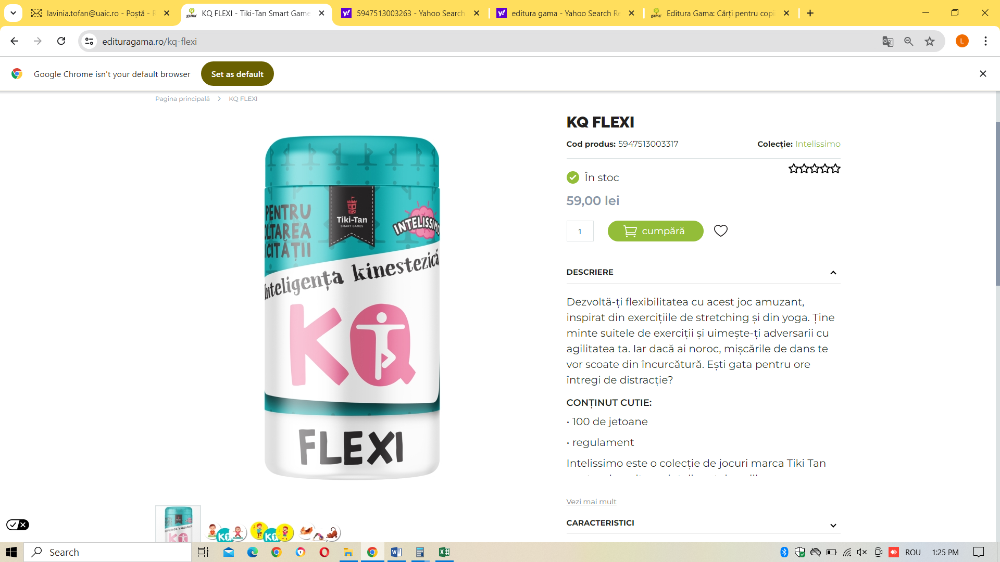 lavinia.tofan@uaic.ro - Poștă - R
KQ FLEXI - Tiki-Tan Smart Game
5947513003263 - Yahoo Search
editura gama - Yahoo Search Re
Editura Gama: Cărți pentru copi
edituragama.ro/kq-flexi
L
Google Chrome isn't your default browser
Set as default
Pagina principală > KQ FLEXI
KQ FLEXI
Cod produs: 5947513003317
Colecție: Intelissimo
În stoc
59,00 lei
1
cumpără
DESCRIERE
Dezvoltă-ți flexibilitatea cu acest joc amuzant,
inspirat din exercițiile de stretching și din yoga. Ține
minte suitele de exerciții și uimește-ți adversarii cu
agilitatea ta. Iar dacă ai noroc, mișcările de dans te
vor scoate din încurcătură. Ești gata pentru ore
întregi de distracție?
CONȚINUT CUTIE:
• 100 de jetoane
• regulament
Intelissimo este o colecție de jocuri marca Tiki Tan
Vezi mai mult
CARACTERISTICI
PENTRU
OLTAREA
ICITĂȚII
Tiki-Tan
SMART GAMES
INTELISSIMO
Inteligența kinestezică
KQ
FLEXI
Search
ROU
1:25 PM